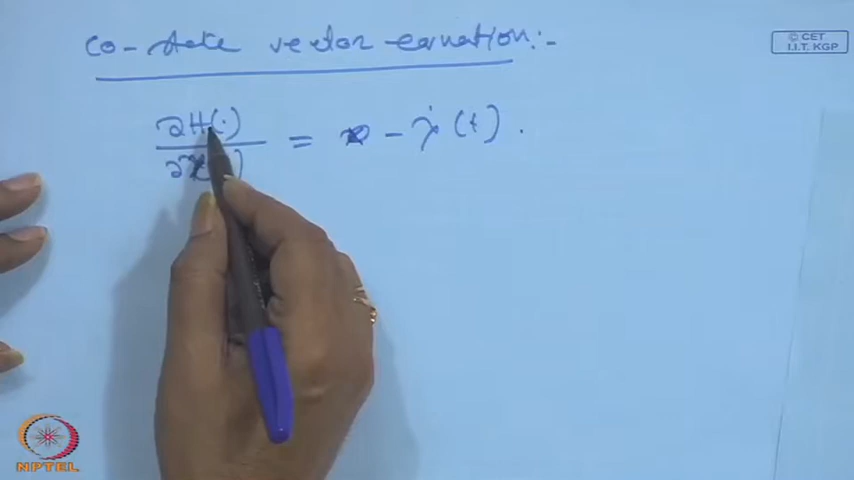 Co-state vector equation:-
© CET
I.I.T. KGP
∂H(·)
= - λ̇(t).
NPTEL